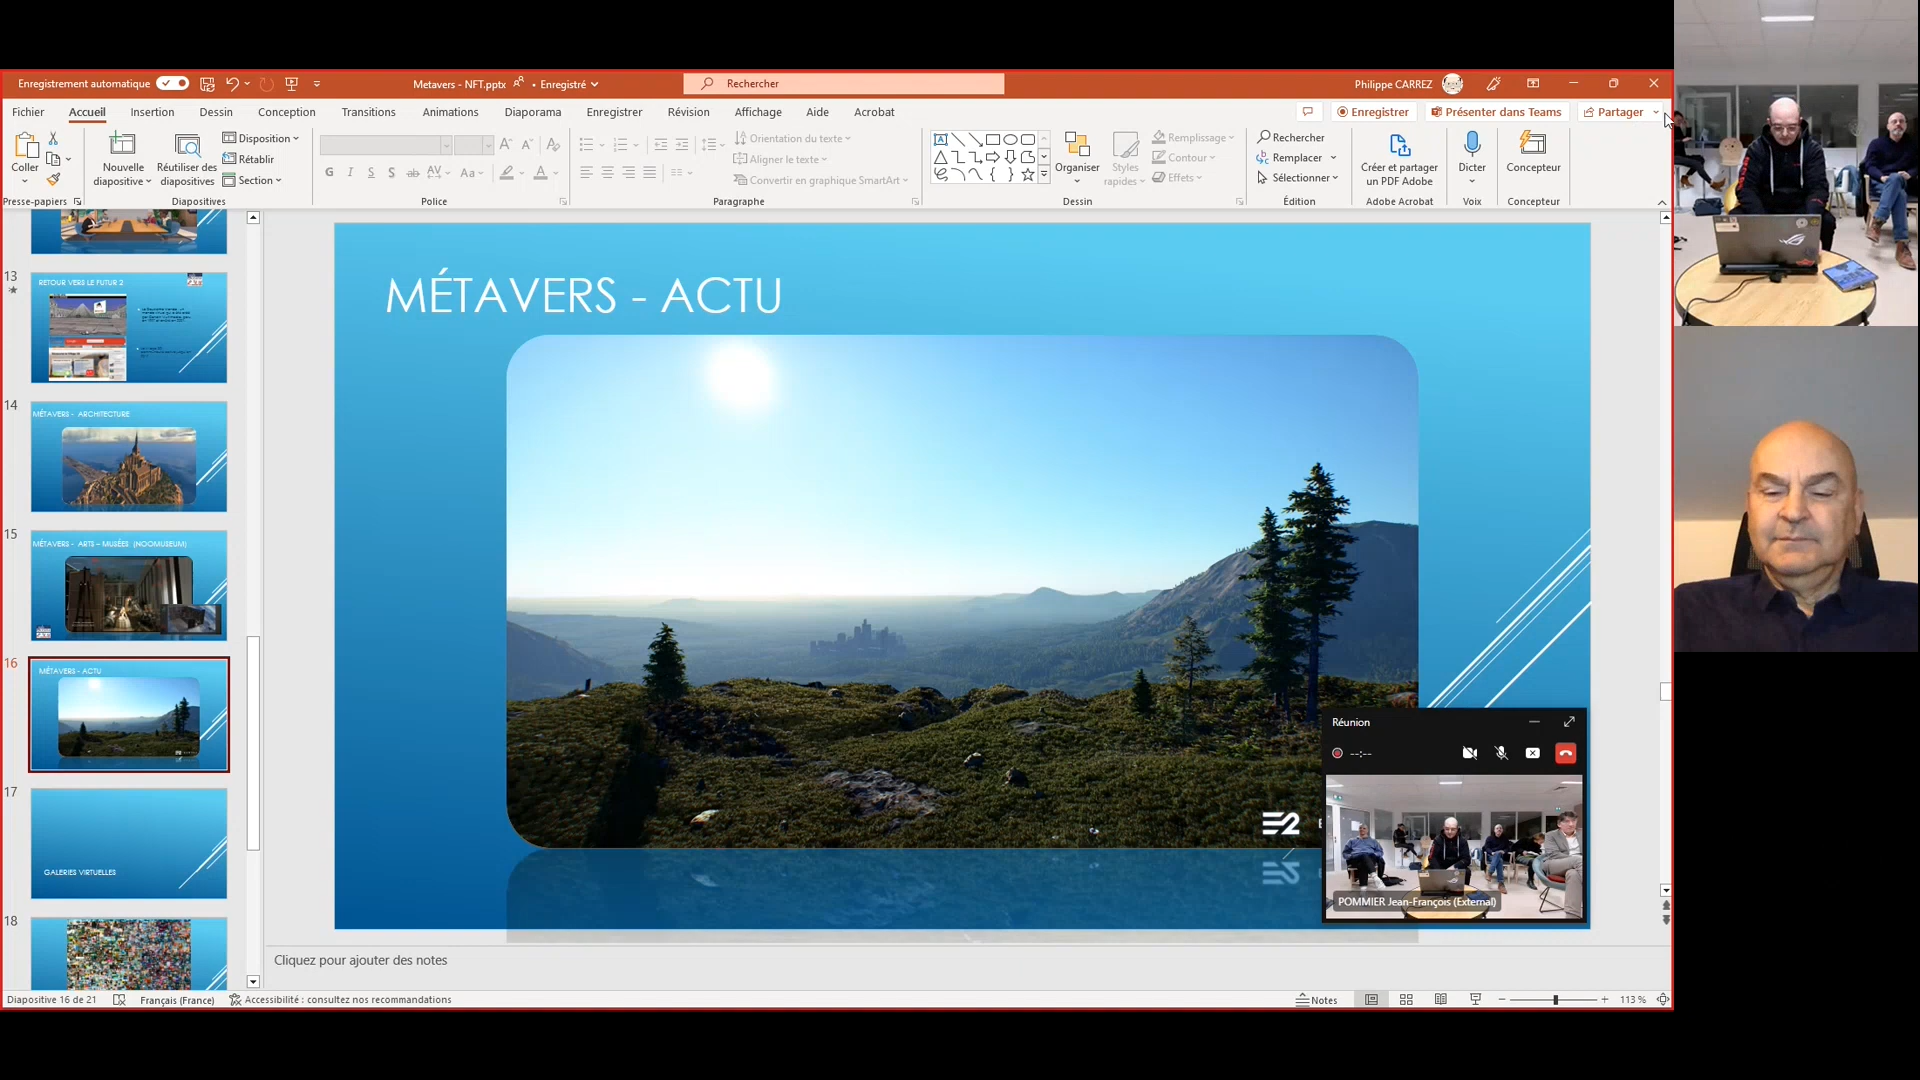 Enregistrement automatique
Metavers - NFT.pptx • Enregistré
Rechercher
Philippe CARREZ
Fichier Accueil Insertion Dessin Conception Transitions Animations Diaporama Enregistrer Révision Affichage Aide Acrobat
Enregistrer Présenter dans Teams Partager
Coller
Nouvelle diapositive
Réutiliser des diapositives
Disposition
Rétablir
Section
G I S S ab AV Aa A
Orientation du texte
Aligner le texte
Convertir en graphique SmartArt
Organiser
Styles rapides
Remplissage
Contour
Effets
Rechercher
Remplacer
Sélectionner
Créer et partager un PDF Adobe
Dicter
Concepteur
Presse-papiers Diapositives Police Paragraphe Dessin Édition Adobe Acrobat Voix Concepteur
13
RETOUR VERS LE FUTUR 2
14
MÉTAVERS - ARCHITECTURE
15
MÉTAVERS - ARTS – MUSÉES (NOOMUSEUM)
16
MÉTAVERS - ACTU
17
GALERIES VIRTUELLES
18
MÉTAVERS - ACTU
E2
Réunion
--:--
POMMIER Jean-François (External)
Cliquez pour ajouter des notes
Diapositive 16 de 21 Français (France) Accessibilité : consultez nos recommandations
Notes
113 %